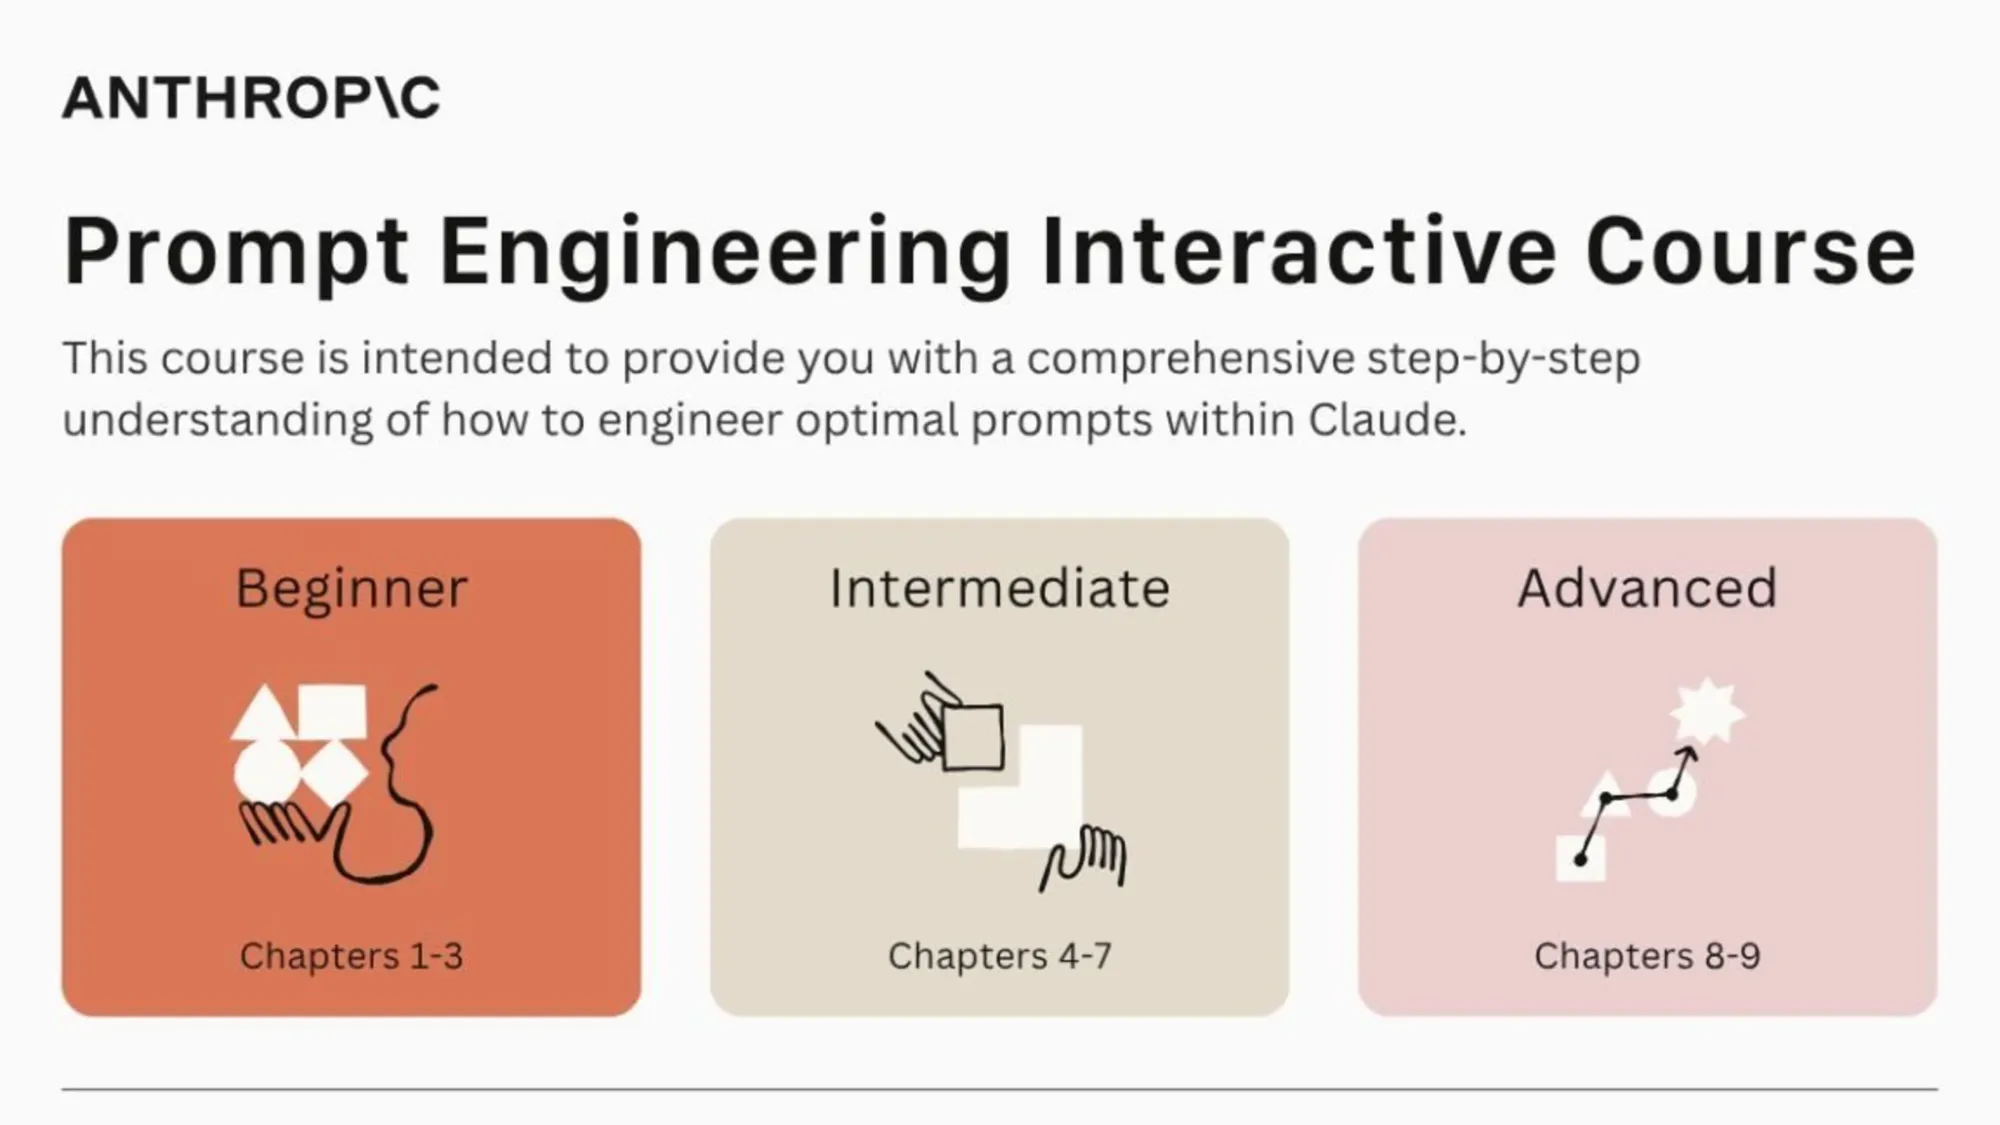 ANTHROP\C
Prompt Engineering Interactive Course
This course is intended to provide you with a comprehensive step-by-step
understanding of how to engineer optimal prompts within Claude.
Beginner
Chapters 1-3
Intermediate
Chapters 4-7
Advanced
Chapters 8-9